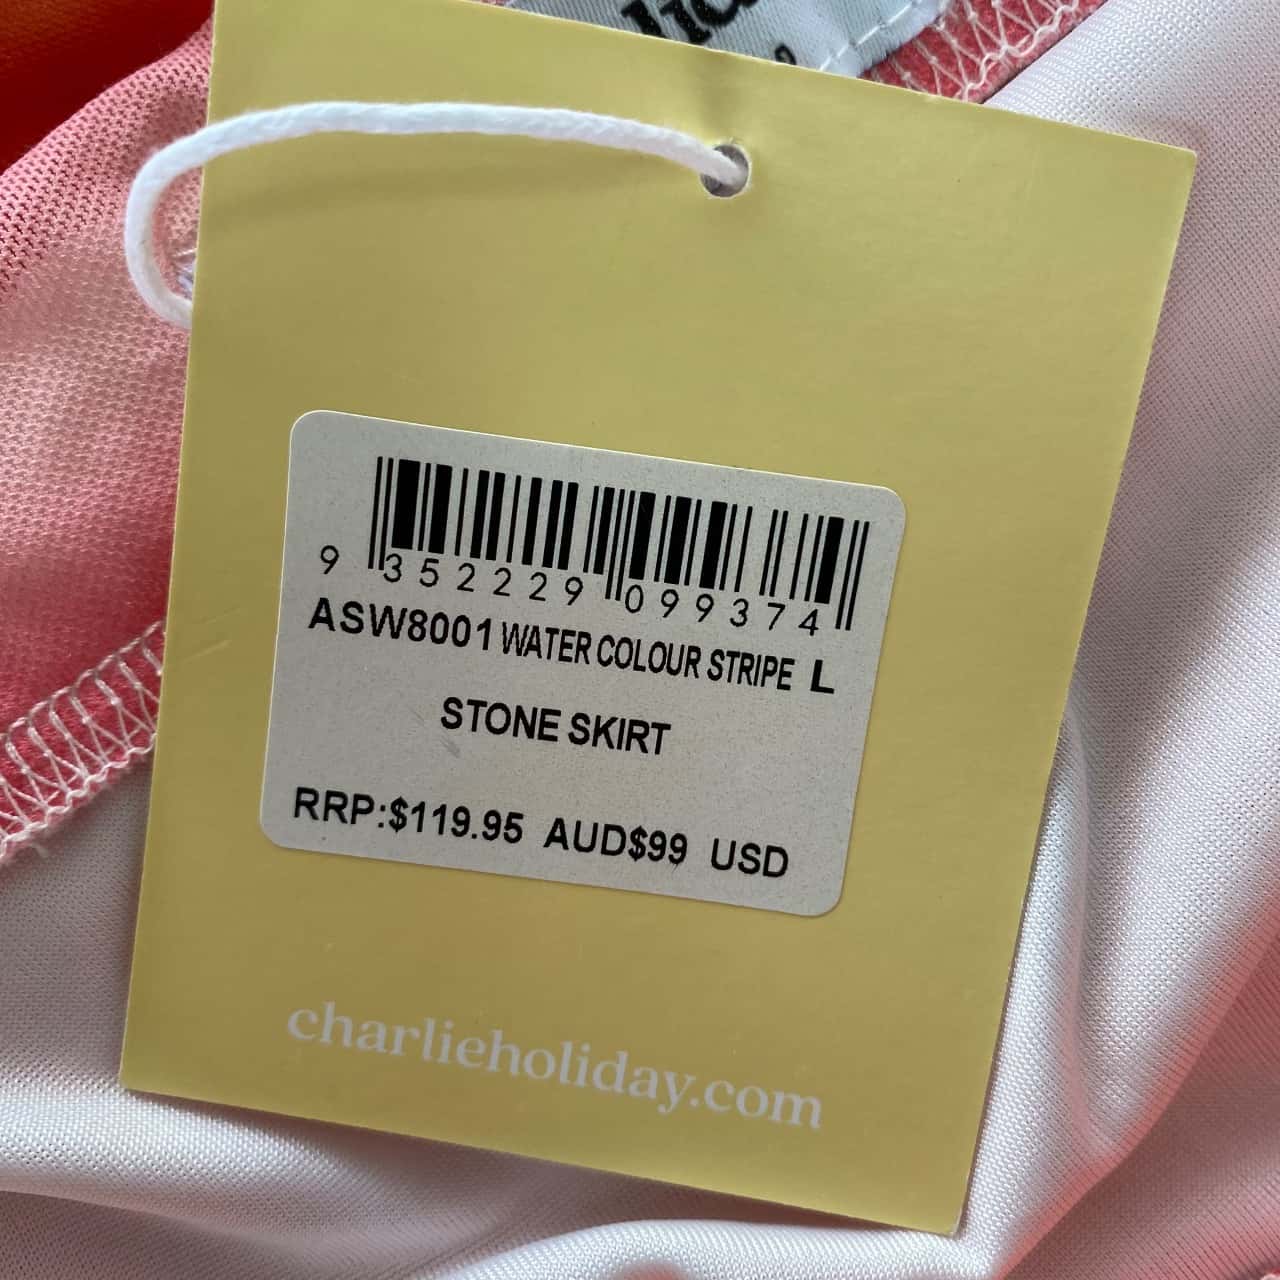 9 352229 099374
ASW8001 WATER COLOUR STRIPE L
STONE SKIRT
RRP:$119.95 AUD$99 USD
charlieholiday.com